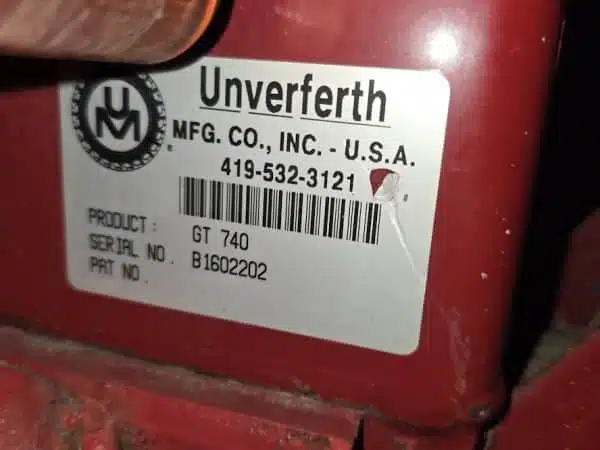 UM
Unverferth
MFG. CO., INC. - U.S.A.
419-532-3121
PRODUCT : GT 740
SERIAL NO. B1602202
PAT NO.